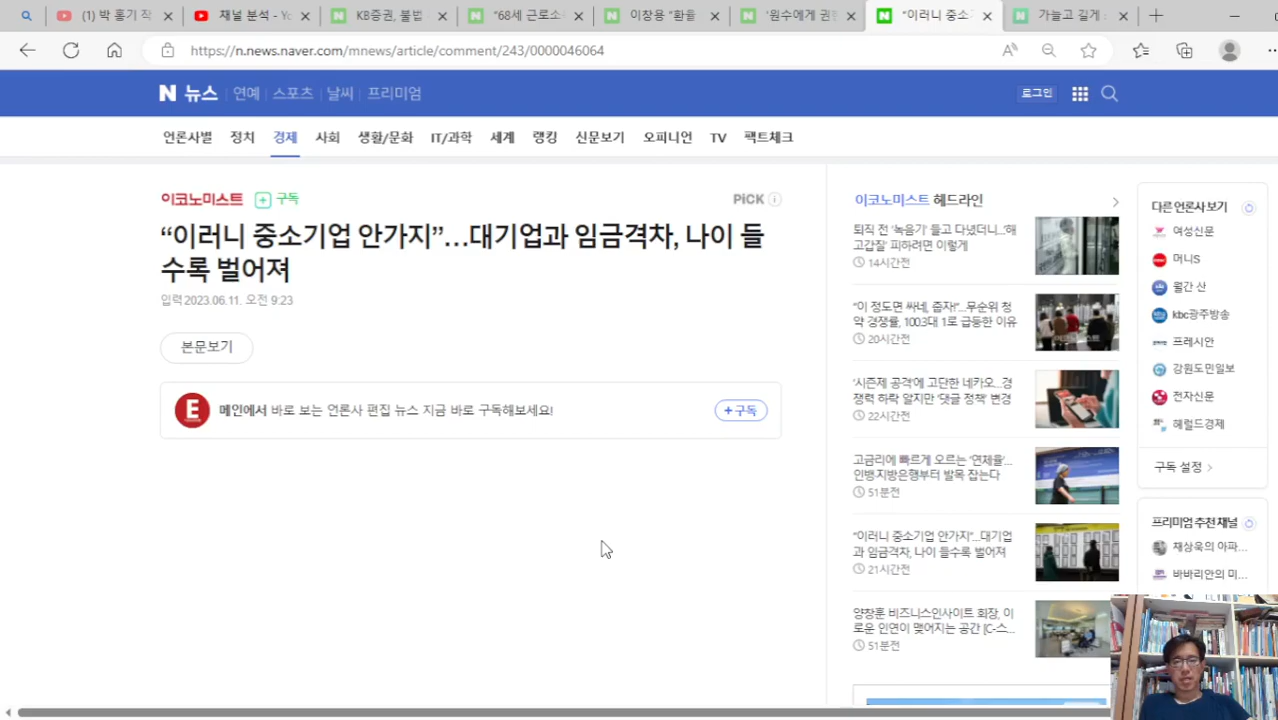 (1) 박 홍기 작
채널 분석 - Yo
KB증권, 불법
"68세 근로소
이창용 "환율
'원수에게 권
"이러니 중소
가늘고 길게
https://n.news.naver.com/mnews/article/comment/243/0000046064
N 뉴스 연예 스포츠 날씨 프리미엄
로그인
언론사별 정치 경제 사회 생활/문화 IT/과학 세계 랭킹 신문보기 오피니언 TV 팩트체크
이코노미스트 구독
PiCK
“이러니 중소기업 안가지”…대기업과 임금격차, 나이 들
수록 벌어져
입력 2023.06.11. 오전 9:23
본문보기
E 메인에서 바로 보는 언론사 편집 뉴스 지금 바로 구독해보세요!
+구독
이코노미스트 헤드라인
퇴직 전 ‘녹음기’ 들고 다녔더니…‘해
고갑질’ 피하려면 이렇게
14시간전
“이 정도면 싸네, 줍자!”…무순위 청
약 경쟁률, 100.3대 1로 급등한 이유
20시간전
‘시즌제 공격’에 고단한 네카오…경
쟁력 하락 알지만 ‘댓글 정책’ 변경
22시간전
고금리에 빠르게 오르는 ‘연체율’…
인뱅·지방은행부터 발목 잡는다
51분전
“이러니 중소기업 안가지”…대기업
과 임금격차, 나이 들수록 벌어져
21시간전
양창훈 비즈니스인사이트 회장, 이
로운 인연이 맺어지는 공간 [C-스…
51분전
다른 언론사 보기
여성신문
머니S
월간 산
kbc광주방송
프레시안
강원도민일보
전자신문
헤럴드경제
구독 설정
프리미엄 추천 채널
재상욱의 아파…
바바리안의 미…